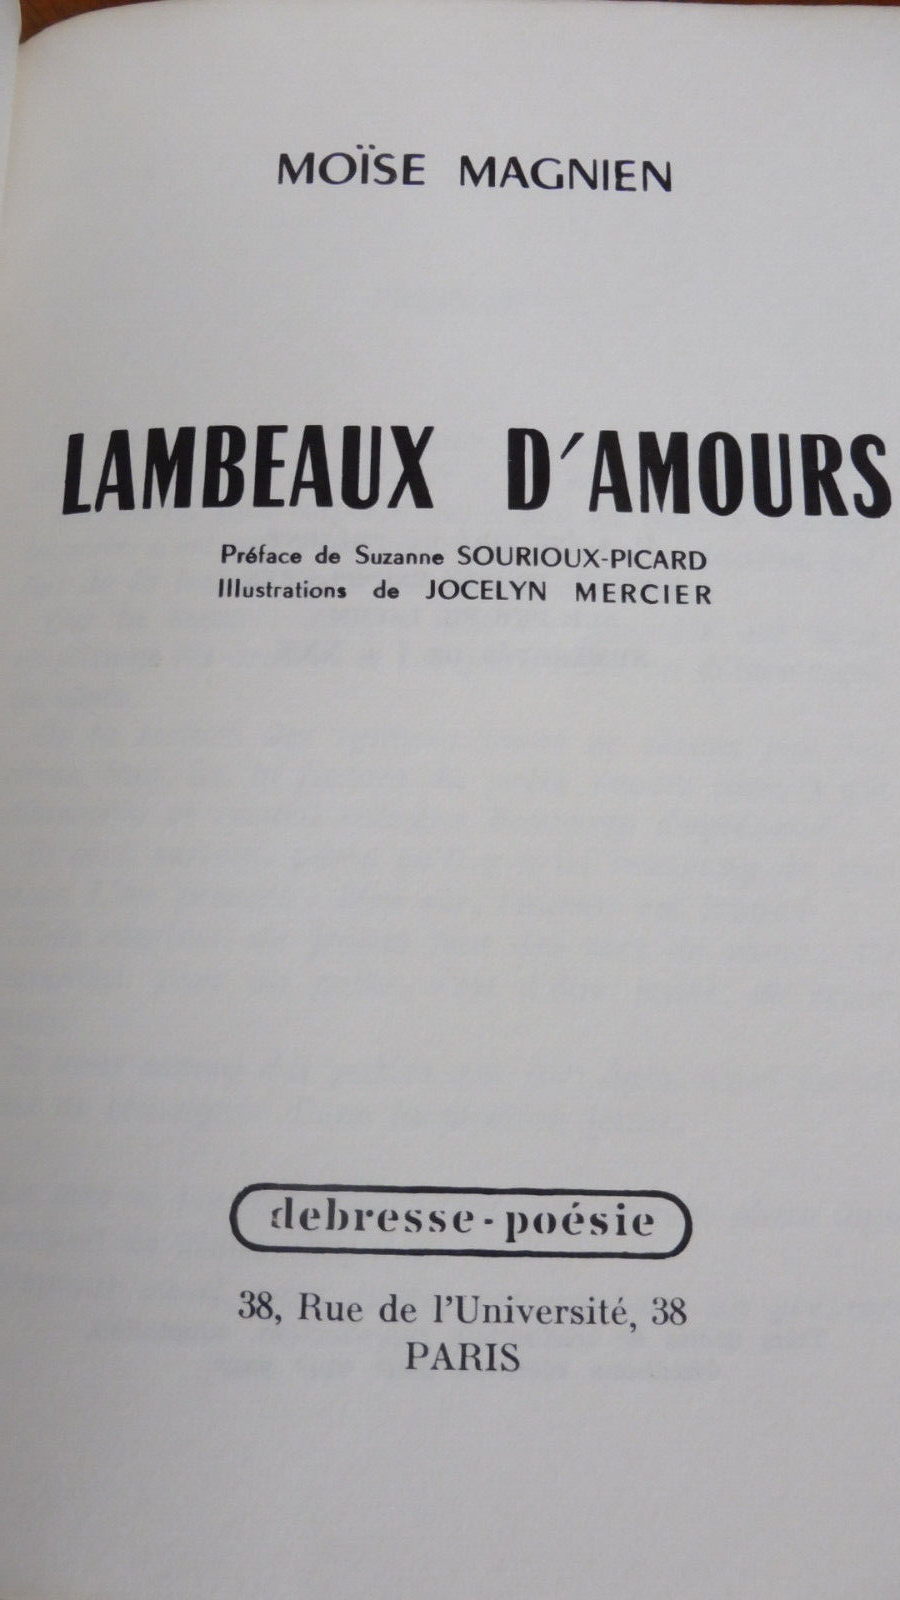 MOÏSE MAGNIEN
LAMBEAUX D'AMOURS
Préface de Suzanne SOURIOUX-PICARD
Illustrations de JOCELYN MERCIER
debresse-poésie
38, Rue de l'Université, 38
PARIS